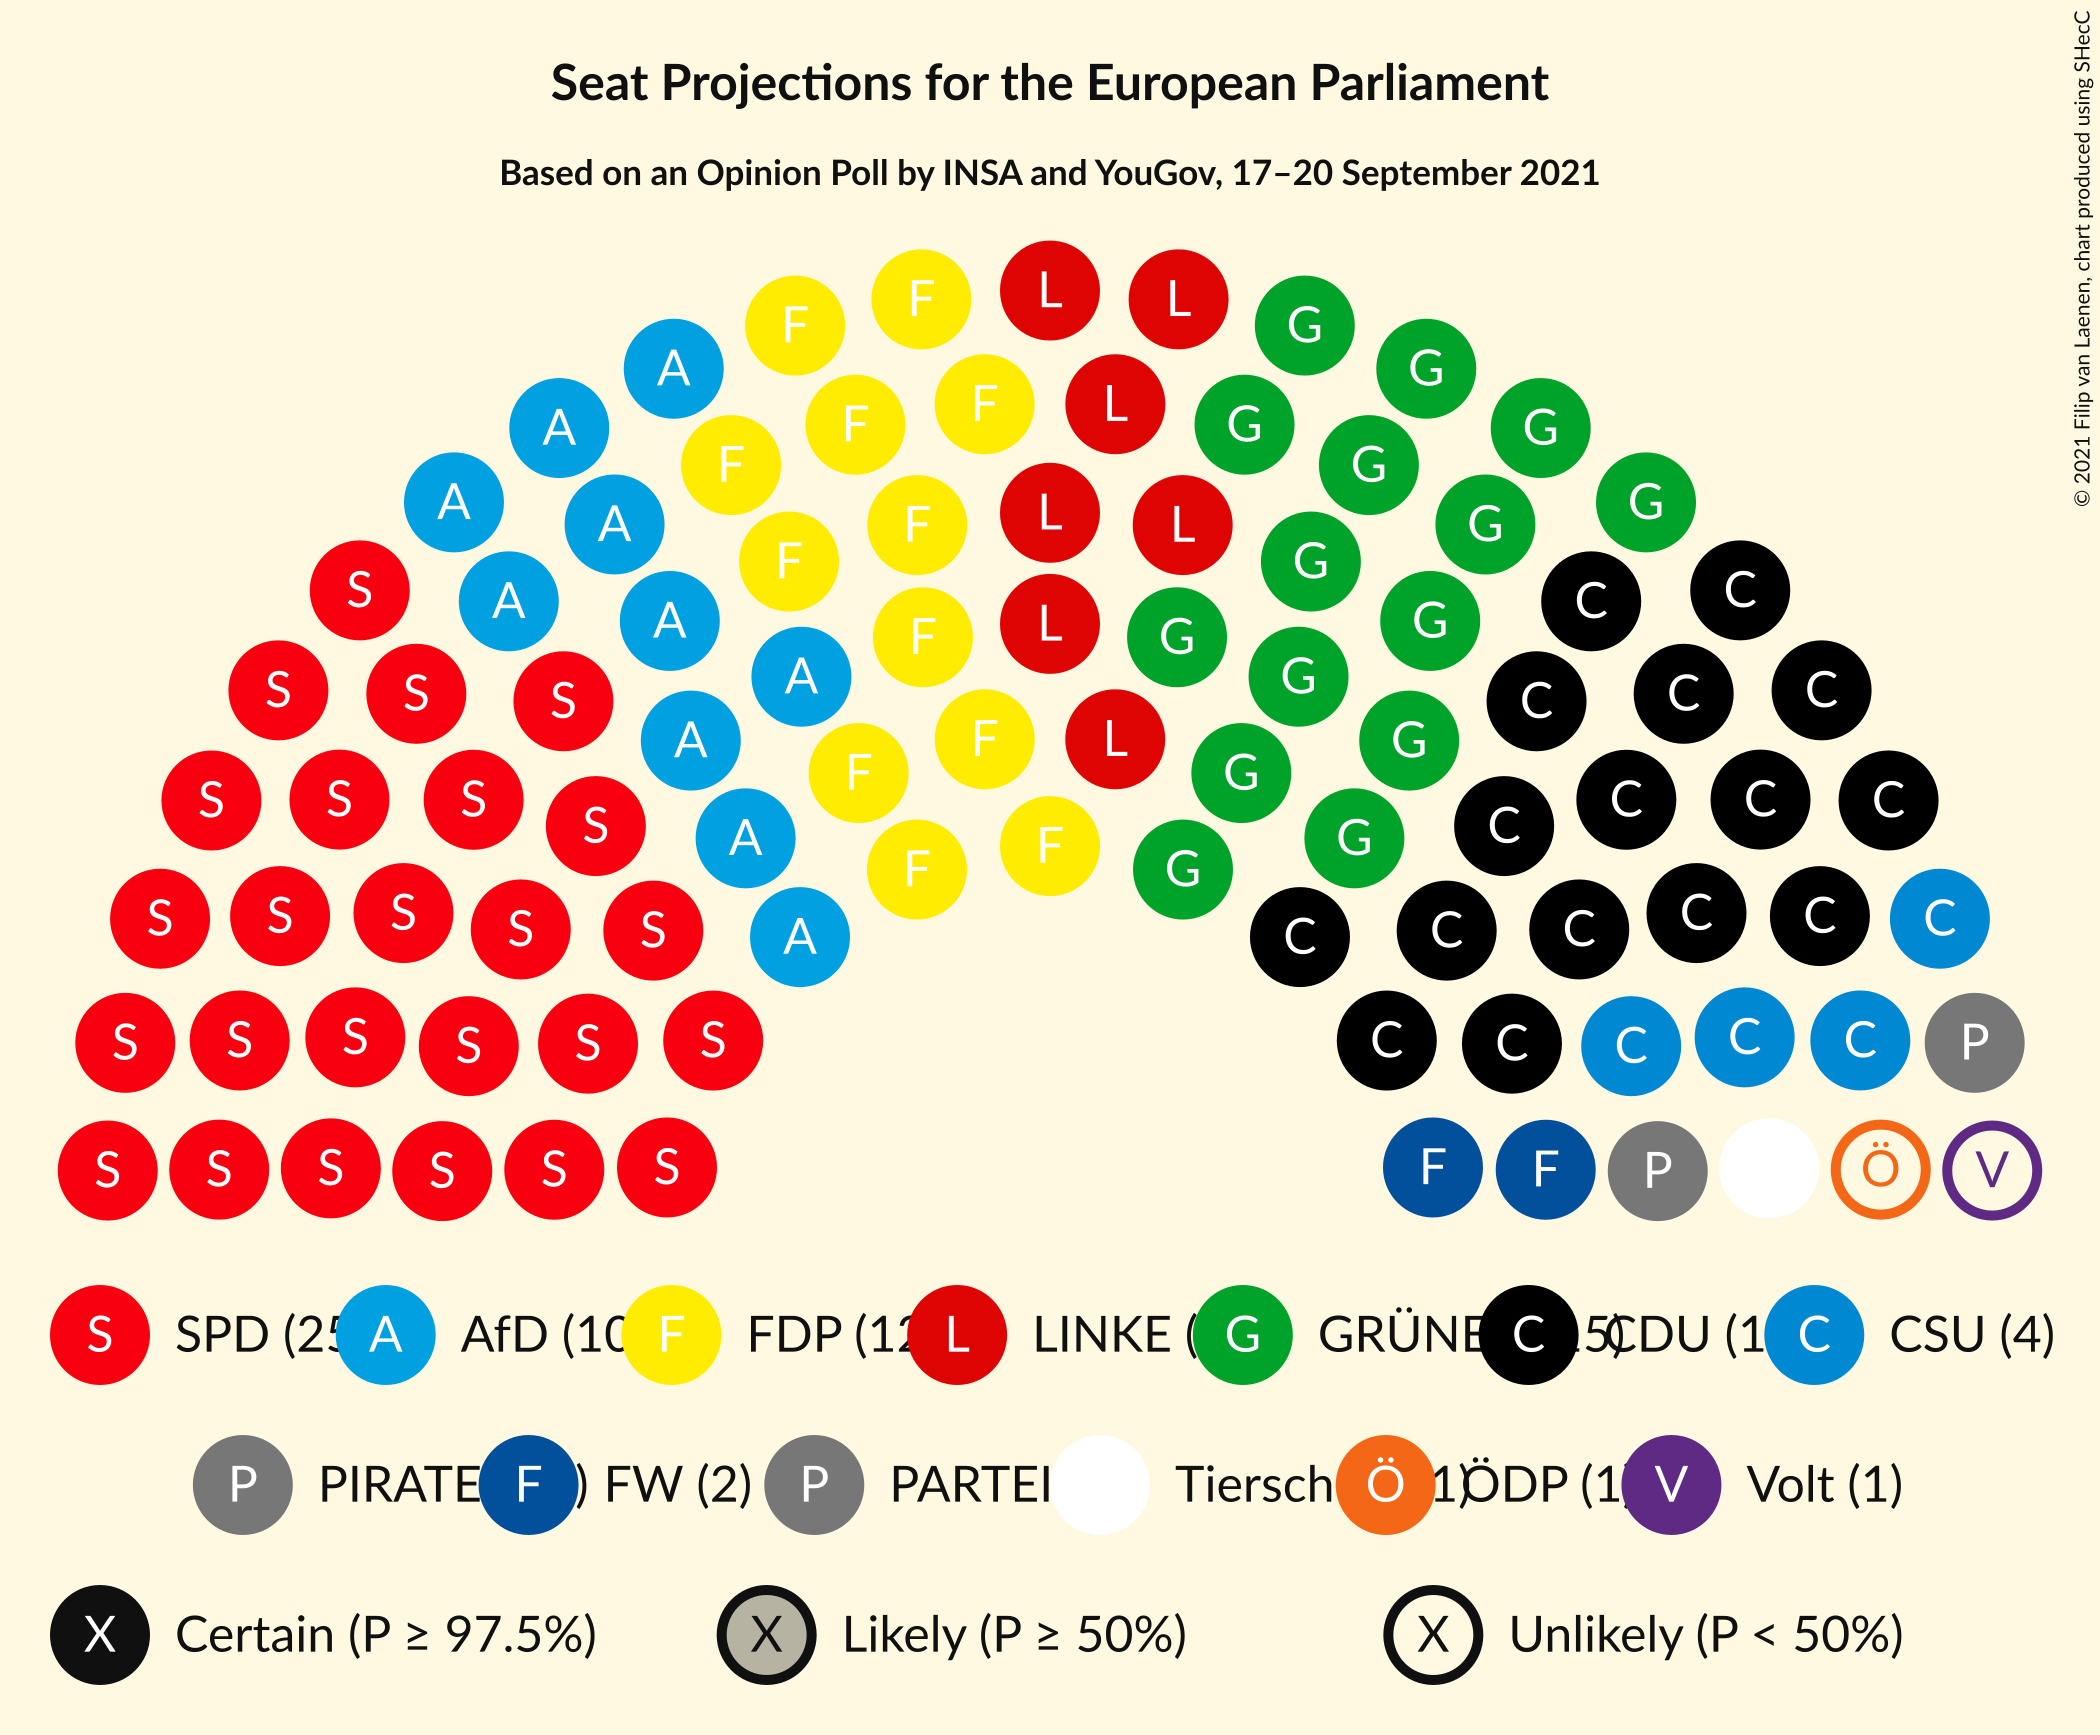 Seat Projections for the European Parliament
Based on an Opinion Poll by INSA and YouGov, 17–20 September 2021
© 2021 Filip van Laenen, chart produced using SHecC
L
F L
F G
A F L G
F G
A G
F G
A G
A F L G
A F L G
F G
S A C C
A G
S F L G C
S A G C
S S C C
A F L G C
F G
S S C C
S S C C
S A G C
F
S F G C
S S C C
S S C C
S S C C
A C
S S C C
S S C C
S S C C
S S C P
S S C C
S S F F
S S P
S S Ö
S S V
S SPD (25 A AfD (10 F FDP (12 L LINKE ( G GRÜNE C 5) CDU (1 C CSU (4)
P PIRATE F ) FW (2) P PARTEI Tiersch Ö 1) ÖDP (1) V Volt (1)
X Certain (P ≥ 97.5%) X Likely (P ≥ 50%) X Unlikely (P < 50%)